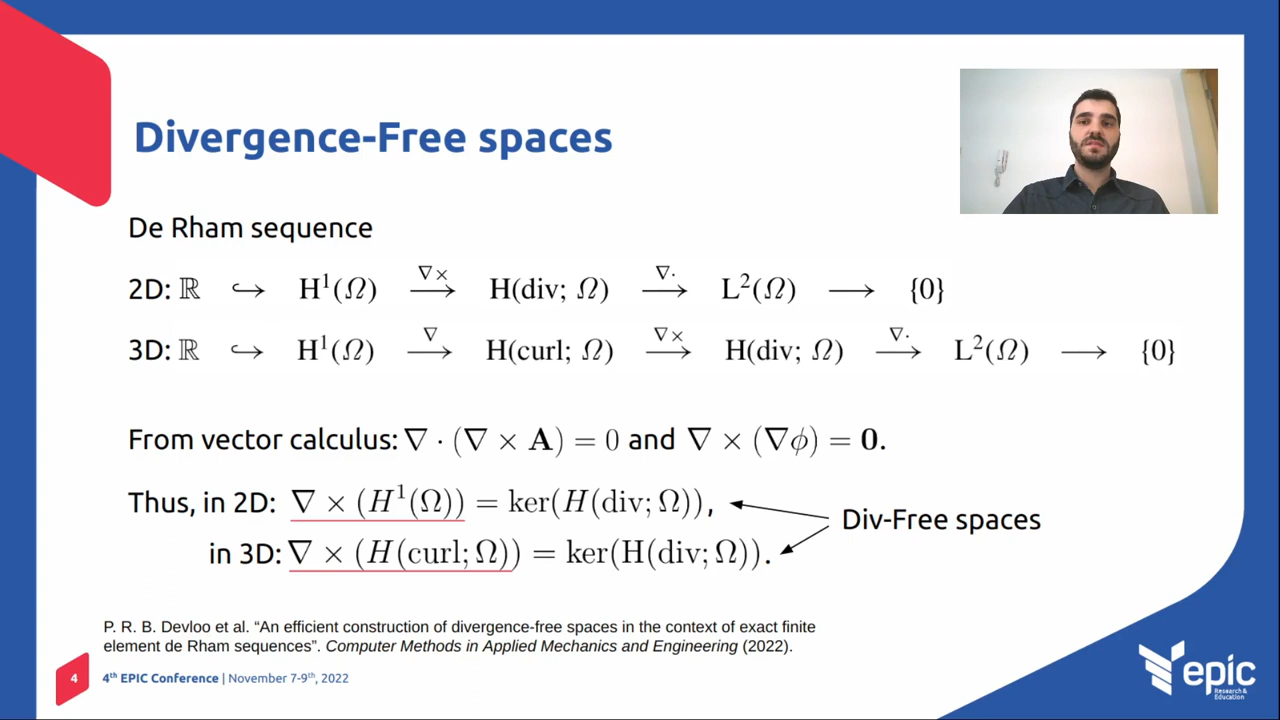 Divergence-Free spaces
De Rham sequence
2D: ℝ ↪ H¹(Ω) —∇×→ H(div; Ω) —∇·→ L²(Ω) → {0}
3D: ℝ ↪ H¹(Ω) —∇→ H(curl; Ω) —∇×→ H(div; Ω) —∇·→ L²(Ω) → {0}
From vector calculus: ∇ · (∇ × A) = 0 and ∇ × (∇ϕ) = 0.
Thus, in 2D: ∇ × (H¹(Ω)) = ker(H(div; Ω)),
in 3D: ∇ × (H(curl; Ω)) = ker(H(div; Ω)).
Div-Free spaces
P. R. B. Devloo et al. “An efficient construction of divergence-free spaces in the context of exact finite
element de Rham sequences”. Computer Methods in Applied Mechanics and Engineering (2022).
4 4th EPIC Conference | November 7-9th, 2022
epic
Research &
Education